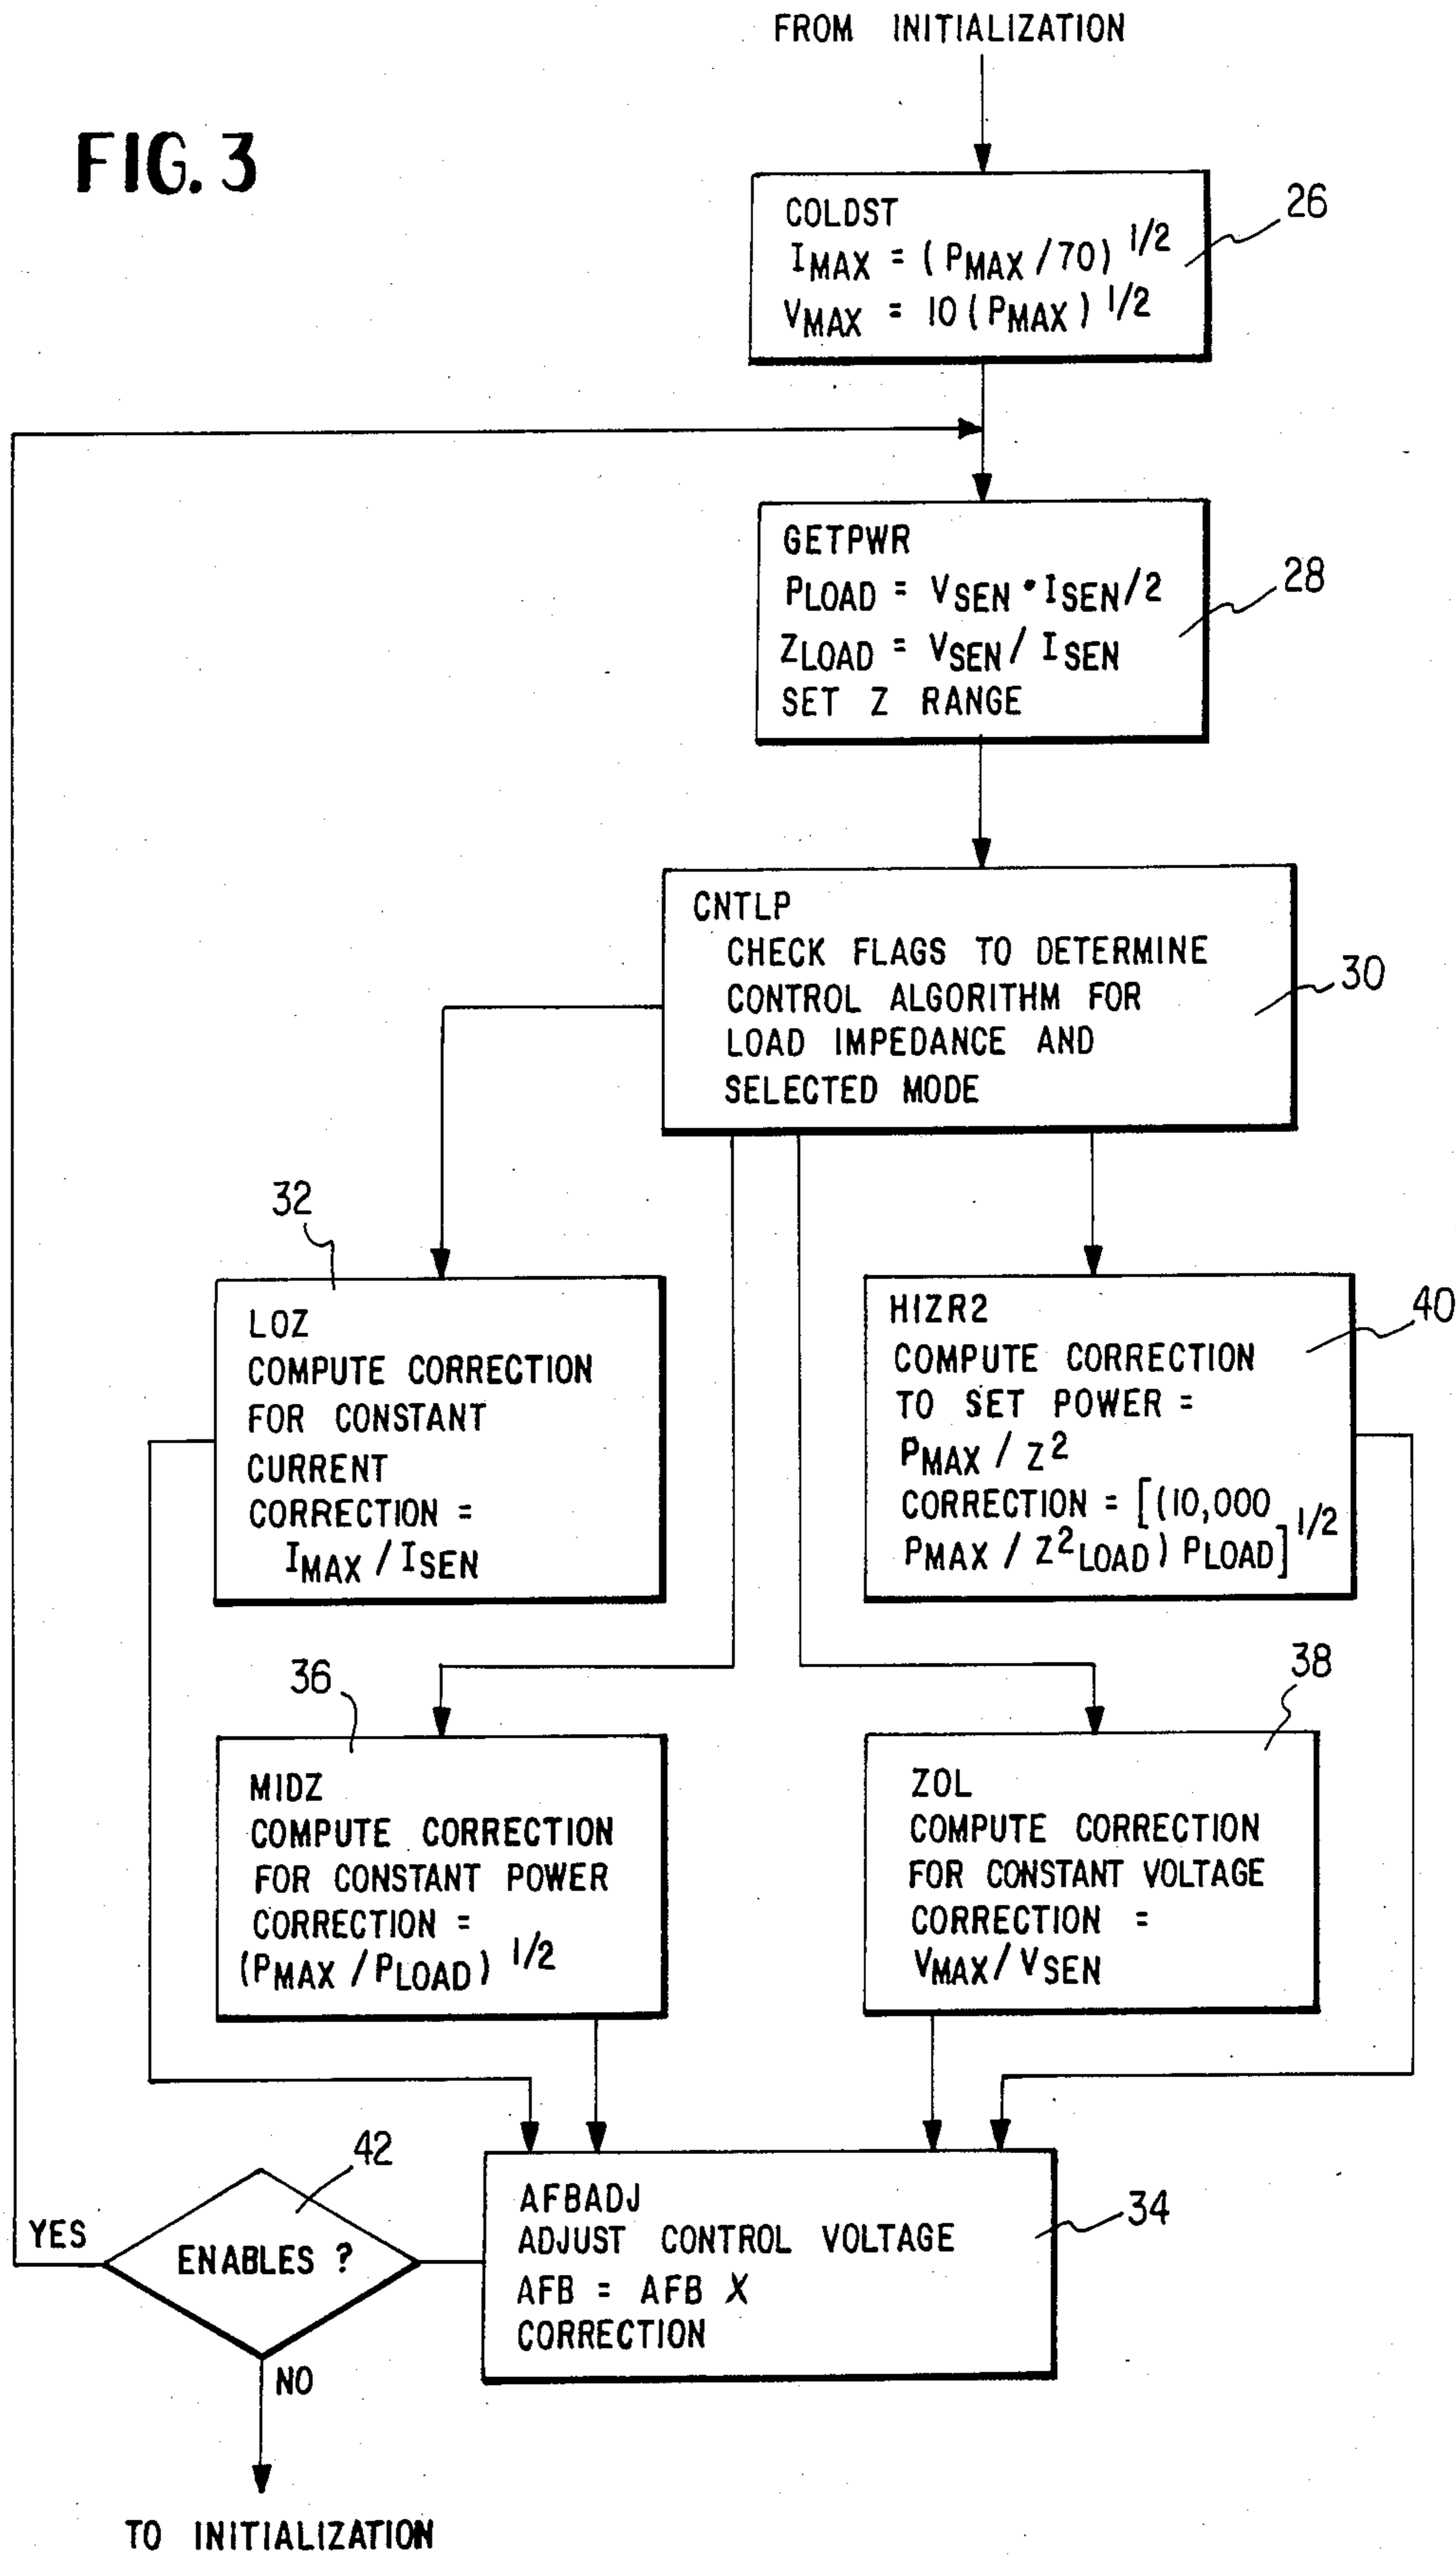 FROM INITIALIZATION
FIG. 3
COLDST
IMAX = (PMAX/70) 1/2
VMAX = 10(PMAX) 1/2
26
GETPWR
PLOAD = VSEN • ISEN/2
ZLOAD = VSEN/ ISEN
SET Z RANGE
28
CNTLP
CHECK FLAGS TO DETERMINE
CONTROL ALGORITHM FOR
LOAD IMPEDANCE AND
SELECTED MODE
30
32
LOZ
COMPUTE CORRECTION
FOR CONSTANT
CURRENT
CORRECTION =
IMAX / ISEN
HIZR2
COMPUTE CORRECTION
TO SET POWER =
PMAX / Z2
CORRECTION = [(10,000
PMAX / Z2LOAD) PLOAD] 1/2
40
36
MIDZ
COMPUTE CORRECTION
FOR CONSTANT POWER
CORRECTION =
(PMAX / PLOAD) 1/2
38
ZOL
COMPUTE CORRECTION
FOR CONSTANT VOLTAGE
CORRECTION =
VMAX/ VSEN
42
YES
ENABLES ?
NO
AFBADJ
ADJUST CONTROL VOLTAGE
AFB = AFB X
CORRECTION
34
TO INITIALIZATION